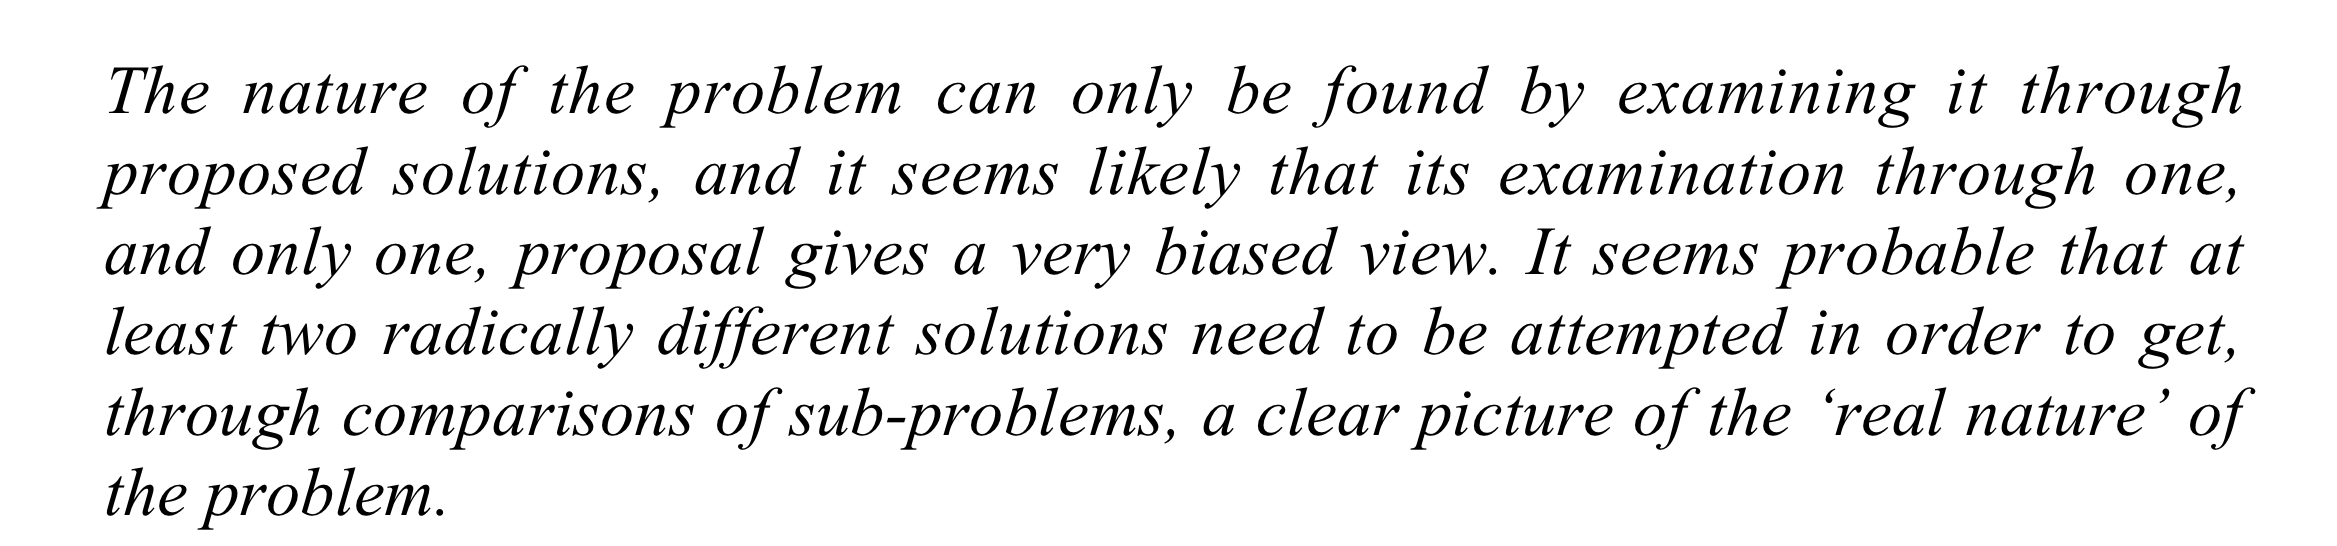 The nature of the problem can only be found by examining it through
proposed solutions, and it seems likely that its examination through one,
and only one, proposal gives a very biased view. It seems probable that at
least two radically different solutions need to be attempted in order to get,
through comparisons of sub-problems, a clear picture of the ‘real nature’ of
the problem.